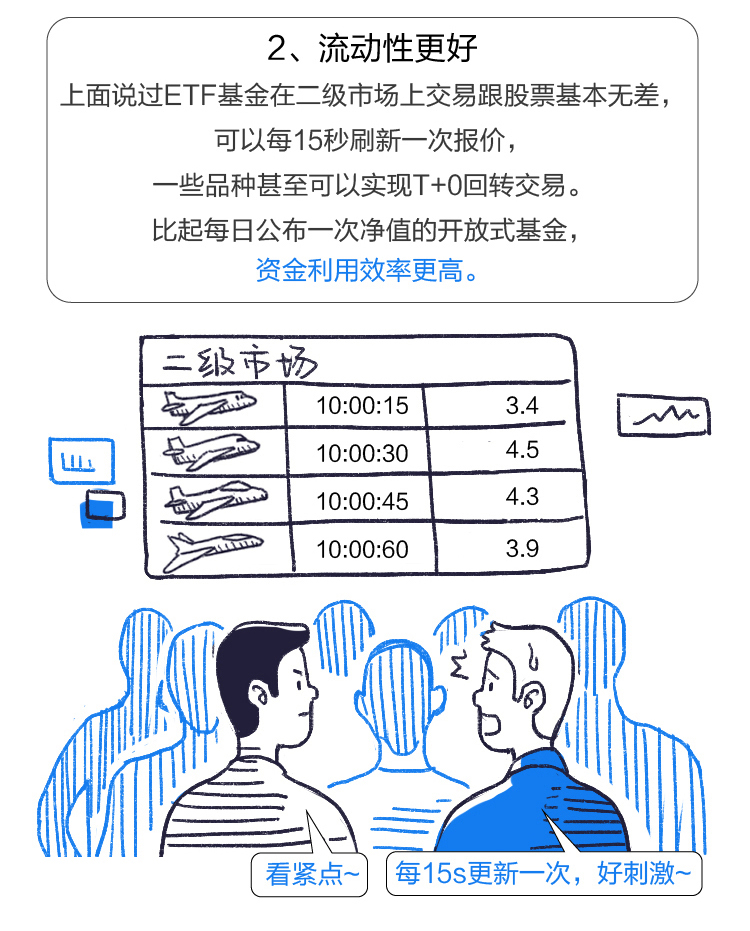 2、流动性更好
上面说过ETF基金在二级市场上交易跟股票基本无差，
可以每15秒刷新一次报价，
一些品种甚至可以实现T+0回转交易。
比起每日公布一次净值的开放式基金，
资金利用效率更高。
二级市场
10:00:15 3.4
10:00:30 4.5
10:00:45 4.3
10:00:60 3.9
看紧点~
每15s更新一次，好刺激~